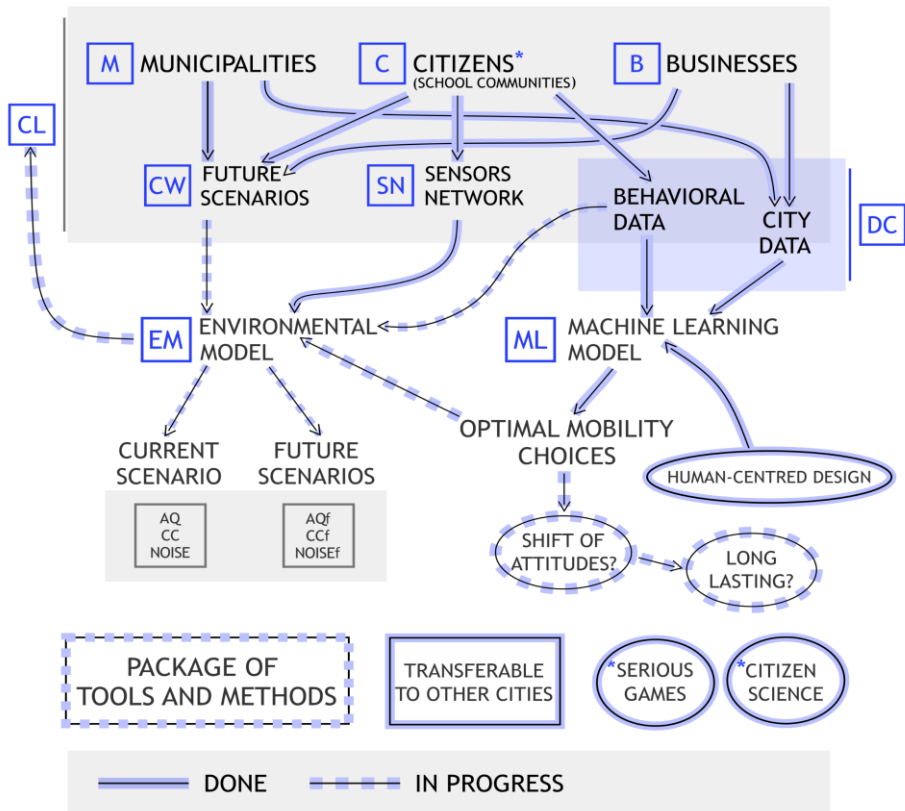 M MUNICIPALITIES
C CITIZENS*
(SCHOOL COMMUNITIES)
B BUSINESSES
CL
CW FUTURE
SCENARIOS
SN SENSORS
NETWORK
BEHAVIORAL
DATA
CITY
DATA
DC
EM ENVIRONMENTAL
MODEL
ML MACHINE LEARNING
MODEL
CURRENT
SCENARIO
FUTURE
SCENARIOS
OPTIMAL MOBILITY
CHOICES
HUMAN-CENTRED DESIGN
AQ
CC
NOISE
AQf
CCf
NOISEf
SHIFT OF
ATTITUDES?
LONG
LASTING?
PACKAGE OF
TOOLS AND METHODS
TRANSFERABLE
TO OTHER CITIES
*SERIOUS
GAMES
*CITIZEN
SCIENCE
DONE
IN PROGRESS